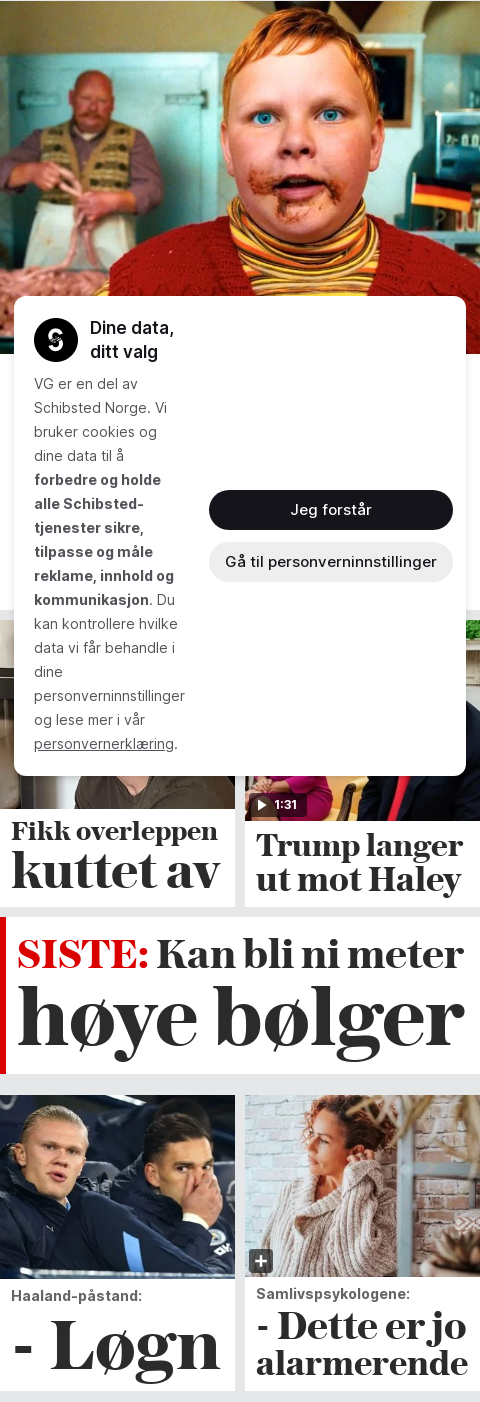 Dine data,
ditt valg
VG er en del av
Schibsted Norge. Vi
bruker cookies og
dine data til å
forbedre og holde
alle Schibsted-
tjenester sikre,
tilpasse og måle
reklame, innhold og
kommunikasjon. Du
kan kontrollere hvilke
data vi får behandle i
dine
personverninnstillinger
og lese mer i vår
personvernerklæring.
Jeg forstår
Gå til personverninnstillinger
Fikk overleppen
kuttet av
1:31
Trump langer
ut mot Haley
SISTE: Kan bli ni meter
høye bølger
Haaland-påstand:
- Løgn
Samlivspsykologene:
- Dette er jo
alarmerende